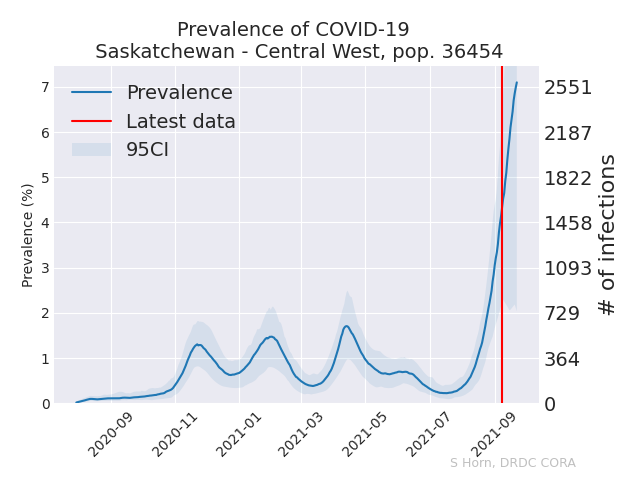 Prevalence of COVID-19
Saskatchewan - Central West, pop. 36454
Prevalence
Latest data
95CI
Prevalence (%)
7
6
5
4
3
2
1
0
2551
2187
1822
1458
1093
729
364
0
# of infections
2020-09
2020-11
2021-01
2021-03
2021-05
2021-07
2021-09
S Horn, DRDC CORA